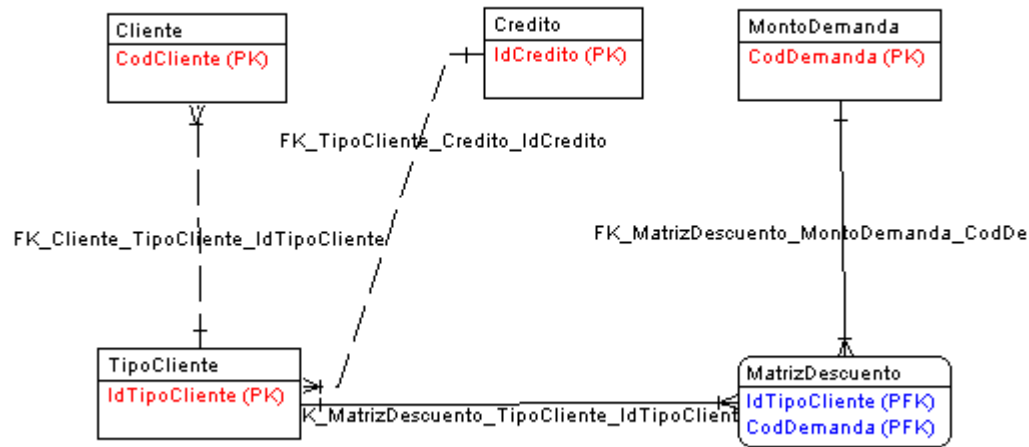 Cliente
CodCliente (PK)
Credito
IdCredito (PK)
MontoDemanda
CodDemanda (PK)
FK_TipoCliente_Credito_IdCredito
FK_Cliente_TipoCliente_IdTipoCliente
FK_MatrizDescuento_MontoDemanda_CodDe
TipoCliente
IdTipoCliente (PK)
K_MatrizDescuento_TipoCliente_IdTipoClient
MatrizDescuento
IdTipoCliente (PFK)
CodDemanda (PFK)